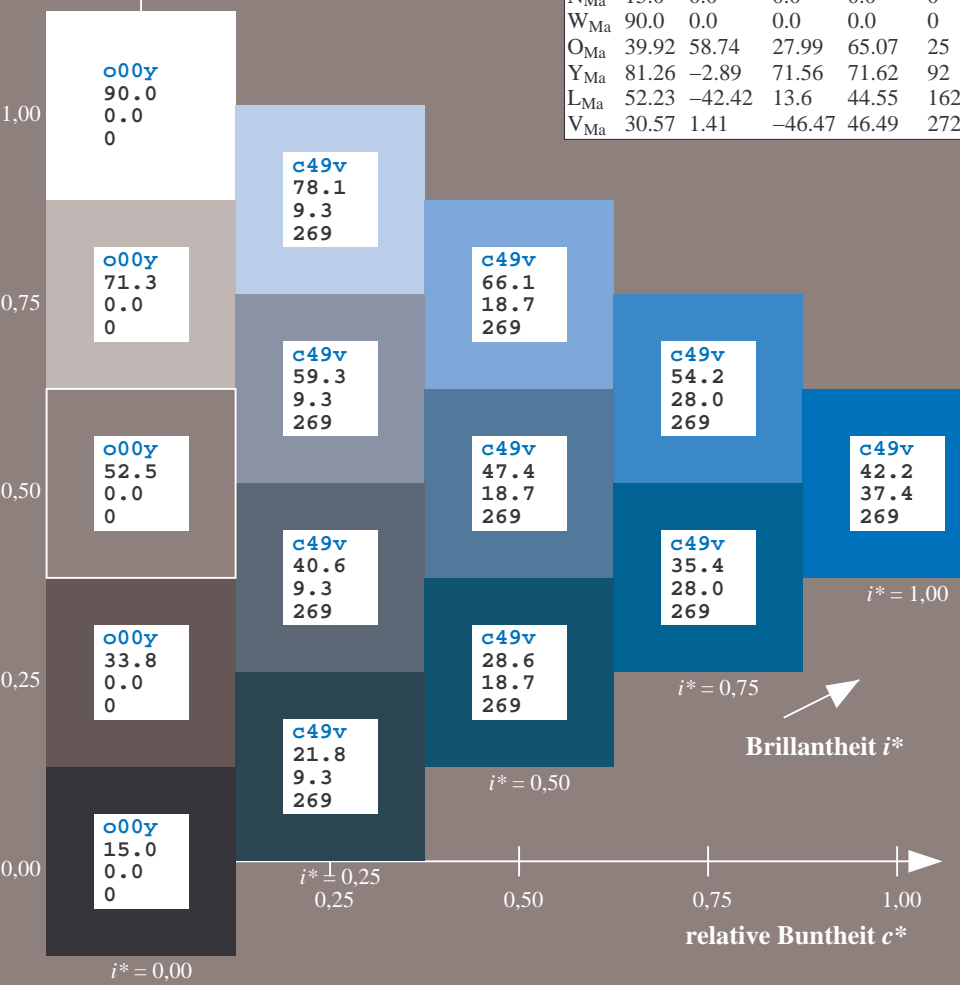 W_Ma 90.0 0.0 0.0 0.0 0
O_Ma 39.92 58.74 27.99 65.07 25
Y_Ma 81.26 −2.89 71.56 71.62 92
L_Ma 52.23 −42.42 13.6 44.55 162
V_Ma 30.57 1.41 −46.47 46.49 272
o00y
90.0
0.0
0
1,00
c49v
78.1
9.3
269
o00y
71.3
0.0
0
c49v
66.1
18.7
269
0,75
c49v
59.3
9.3
269
c49v
54.2
28.0
269
o00y
52.5
0.0
0
c49v
47.4
18.7
269
c49v
42.2
37.4
269
0,50
c49v
40.6
9.3
269
c49v
35.4
28.0
269
i* = 1,00
o00y
33.8
0.0
0
c49v
28.6
18.7
269
0,25
i* = 0,75
c49v
21.8
9.3
269
Brillantheit i*
i* = 0,50
o00y
15.0
0.0
0
0,00
i* = 0,25
0,25 0,50 0,75 1,00
relative Buntheit c*
i* = 0,00